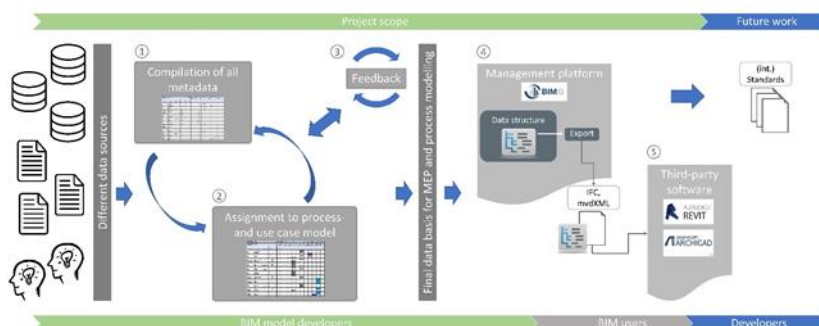 Project scope
Future work
①
Compilation of all
metadata
③
Feedback
④
Management platform
BIM
Data structure
Export
(int.)
Standards
Different data sources
②
Assignment to process-
and use case model
Final data basis for MEP and process modelling
IFC,
mvdXML
⑤
Third-party
software
AUTODESK
REVIT
ARCHICAD
BIM model developers
BIM users
Developers